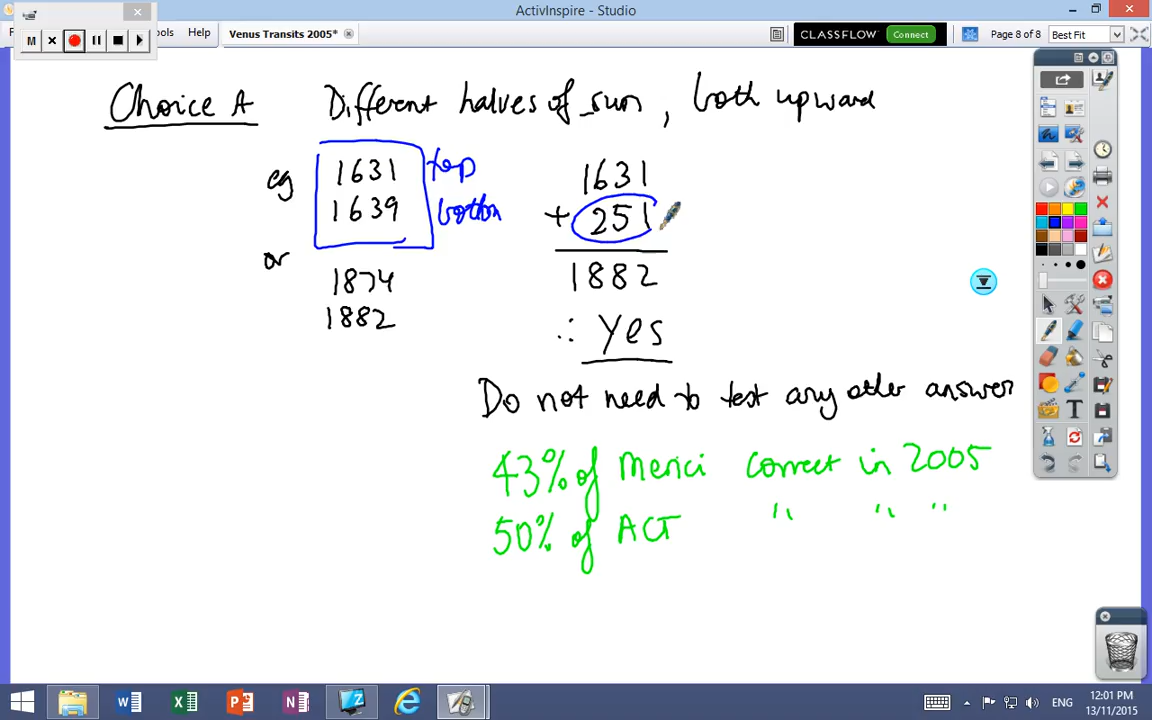 ActivInspire - Studio
Tools Help
Venus Transits 2005*
CLASSFLOW Connect
Page 8 of 8
Best Fit
M
Choice A Different halves of sun, both upward
eg 1631 top 1631
1639 bottom + 251
or 1874 1882
1882 ∴ Yes
Do not need to test any other answer
43% of Merici correct in 2005
50% of ACT " " "
ENG
12:01 PM
13/11/2015